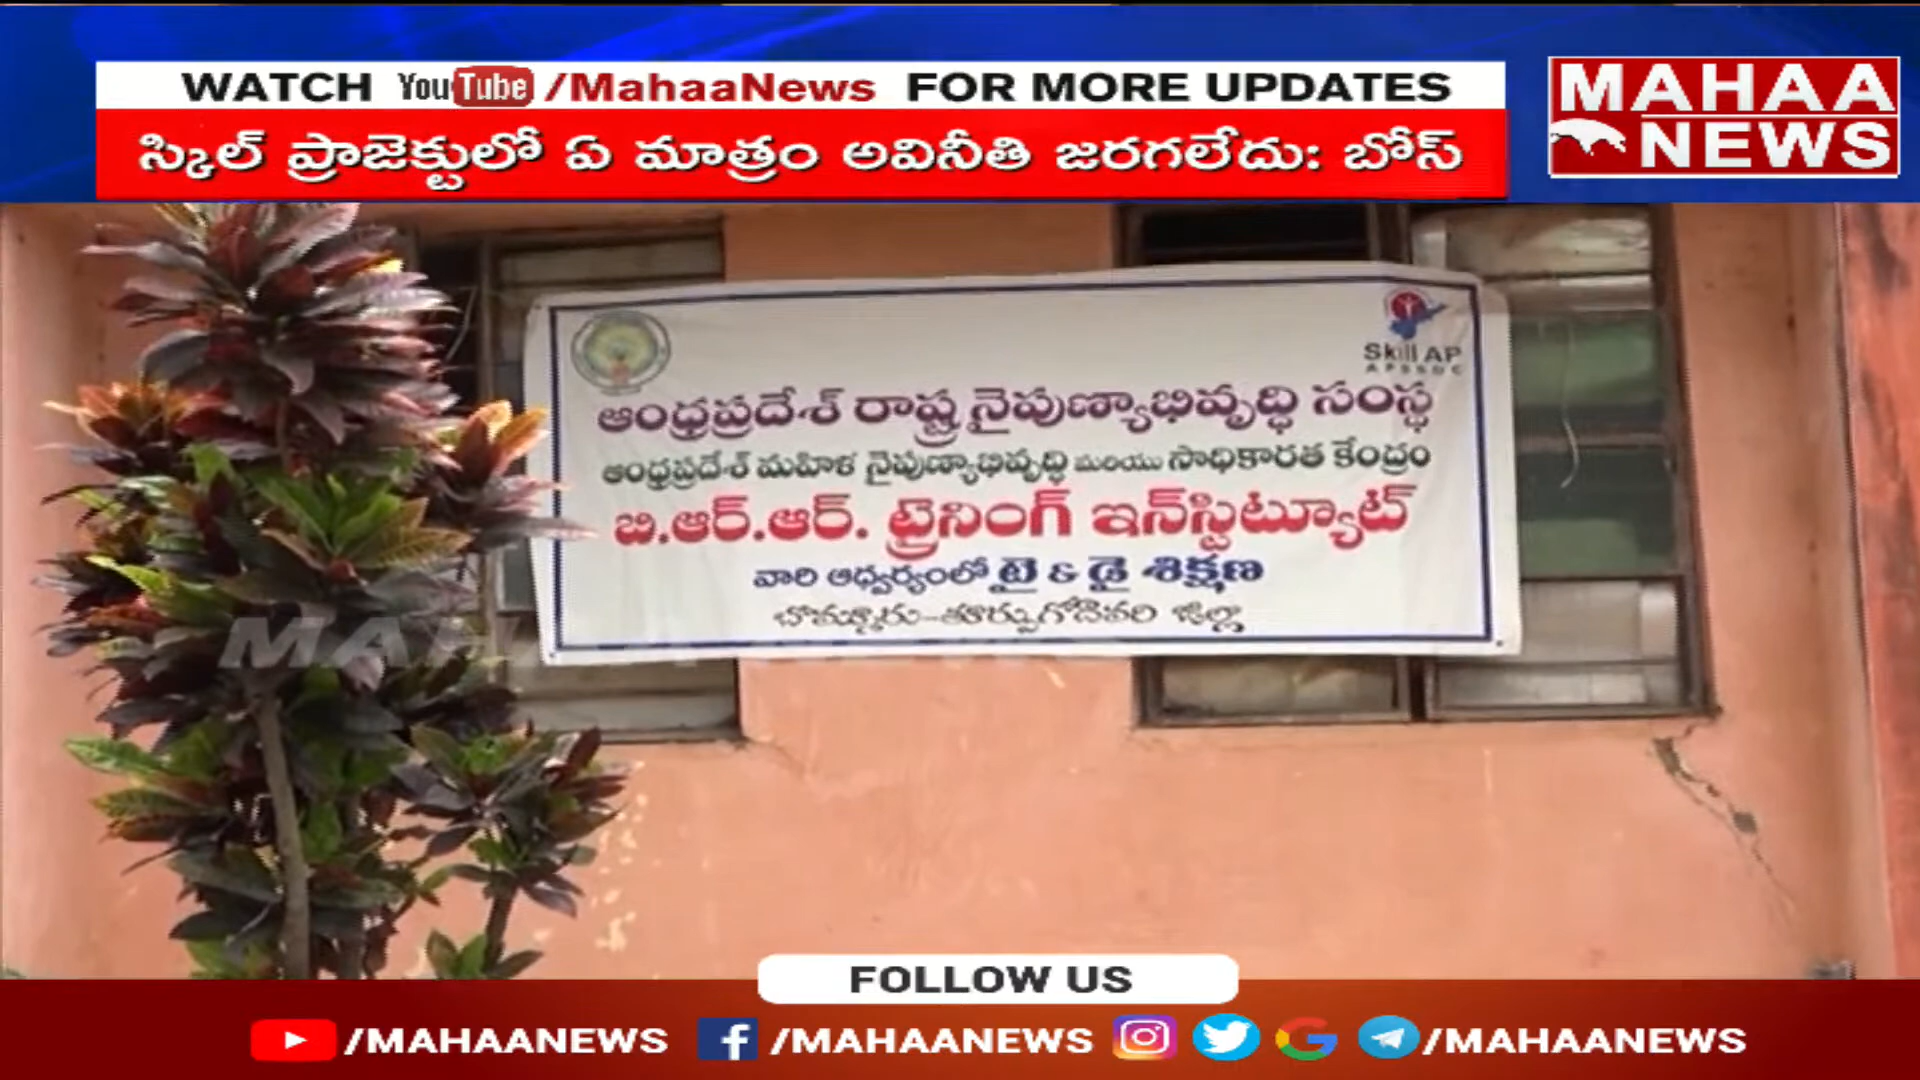 WATCH YouTube /MahaaNews FOR MORE UPDATES
MAHAA
NEWS
స్కిల్ ప్రాజెక్టులో ఏ మాత్రం అవినీతి జరగలేదు: బోస్
Skill AP
APSSDC
ఆంధ్రప్రదేశ్ రాష్ట్ర నైపుణ్యాభివృద్ధి సంస్థ
ఆంధ్రప్రదేశ్ మహిళ నైపుణ్యాభివృద్ధి మరియు సాధికారత కేంద్రం
బి.ఆర్.ఆర్. ట్రైనింగ్ ఇన్‌స్టిట్యూట్
వారి ఆధ్వర్యంలో టై & డై శిక్షణ
బొమ్మూరు-తూర్పుగోదావరి జిల్లా
FOLLOW US
/MAHAANEWS /MAHAANEWS /MAHAANEWS